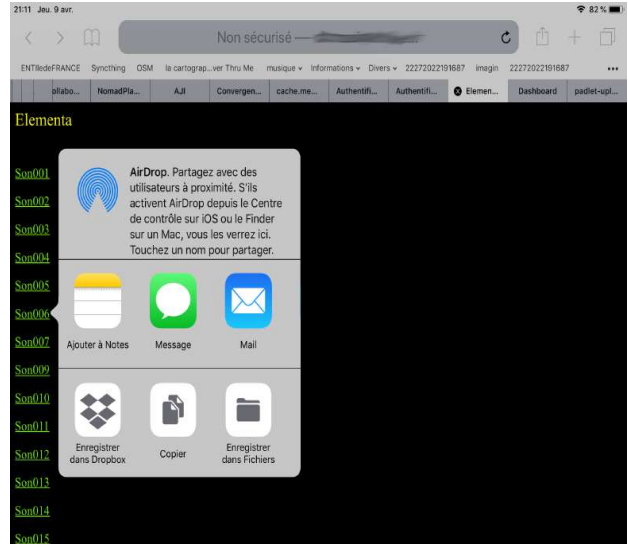 21:11 Jeu. 9 avr.
82 %
Non sécurisé —
ENTIledeFRANCE Syncthing OSM la cartograp...ver Thru Me musique Informations Divers 22272022191687 imagin 22272022191687
ollabo... NomadPla... AJI Convergen... cache.me... Authentifi... Authentifi... Elemen... Dashboard padlet-upl...
Elementa
Son001
Son002
Son003
Son004
Son005
Son006
Son007
Son009
Son010
Son011
Son012
Son013
Son014
Son015
AirDrop. Partagez avec des
utilisateurs à proximité. S'ils
activent AirDrop depuis le Centre
de contrôle sur iOS ou le Finder
sur un Mac, vous les verrez ici.
Touchez un nom pour partager.
Ajouter à Notes Message Mail
Enregistrer
dans Dropbox
Copier
Enregistrer
dans Fichiers